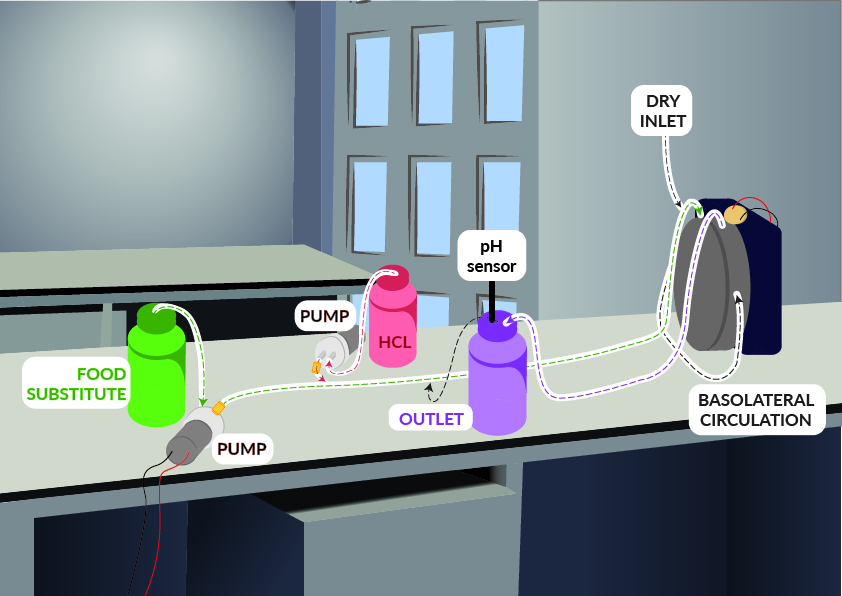 DRY
INLET
pH
sensor
PUMP
HCL
FOOD
SUBSTITUTE
OUTLET
BASOLATERAL
CIRCULATION
PUMP